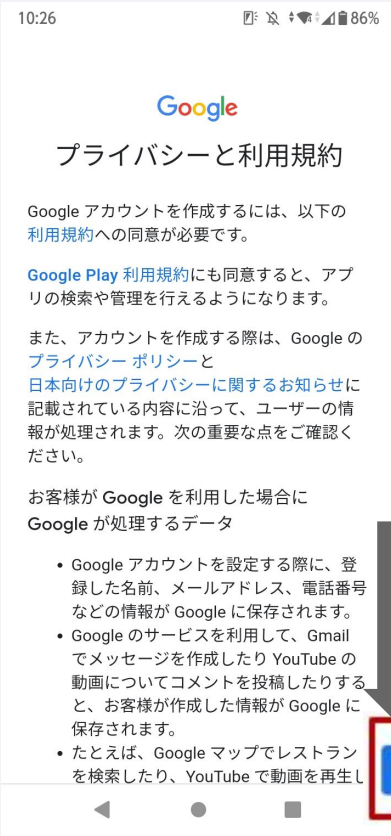 10:26
86%
Google
プライバシーと利用規約
Google アカウントを作成するには、以下の
利用規約への同意が必要です。
Google Play 利用規約にも同意すると、アプ
リの検索や管理を行えるようになります。
また、アカウントを作成する際は、Google の
プライバシー ポリシーと
日本向けのプライバシーに関するお知らせに
記載されている内容に沿って、ユーザーの情
報が処理されます。次の重要な点をご確認く
ださい。
お客様が Google を利用した場合に
Google が処理するデータ
• Google アカウントを設定する際に、登
録した名前、メールアドレス、電話番号
などの情報が Google に保存されます。
• Google のサービスを利用して、Gmail
でメッセージを作成したり YouTube の
動画についてコメントを投稿したりする
と、お客様が作成した情報が Google に
保存されます。
• たとえば、Google マップでレストラン
を検索したり、YouTube で動画を再生し